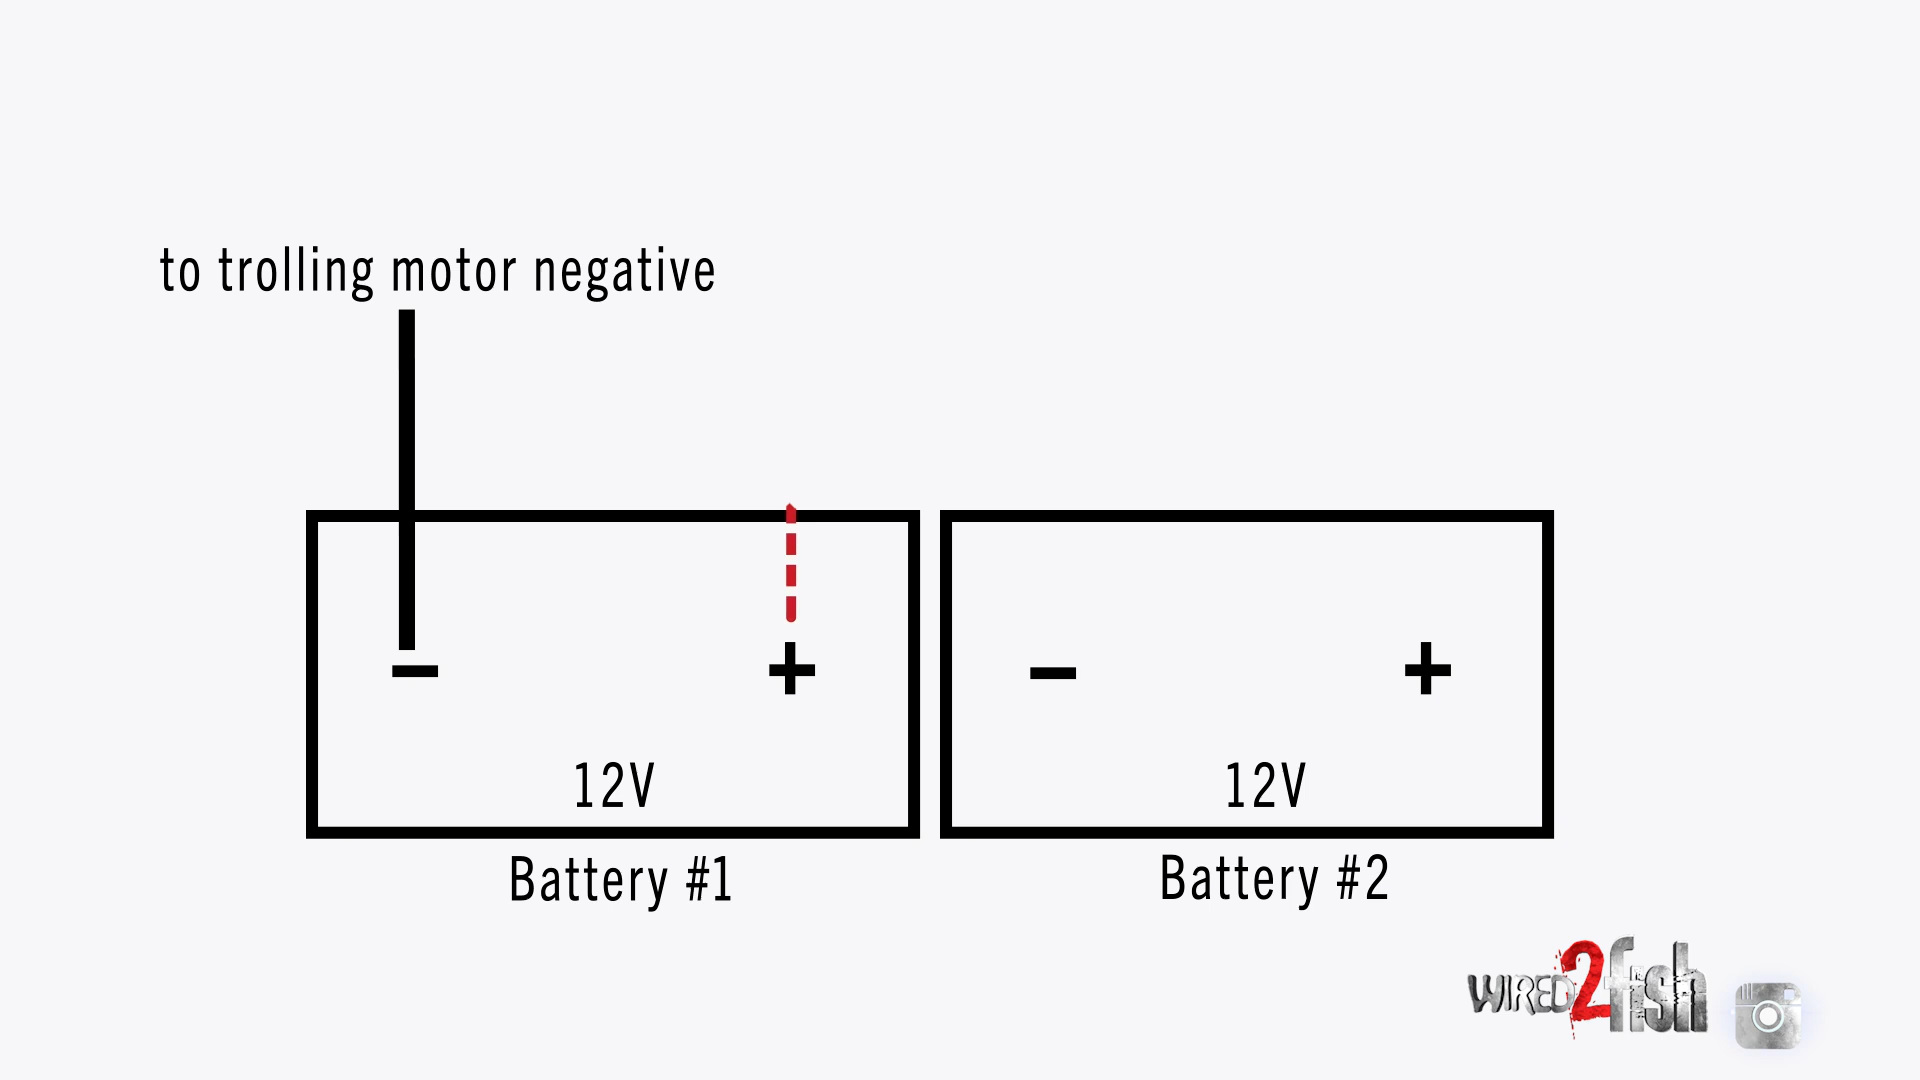 to trolling motor negative
− + − +
12V 12V
Battery #1 Battery #2
WIRED2fish